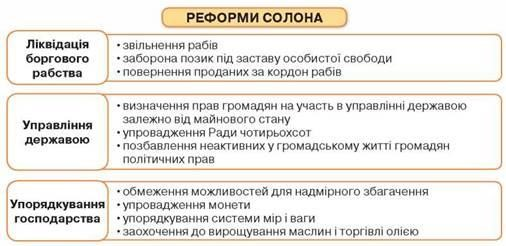 РЕФОРМИ СОЛОНА
Ліквідація
боргового
рабства
• звільнення рабів
• заборона позик під заставу особистої свободи
• повернення проданих за кордон рабів
Управління
державою
• визначення прав громадян на участь в управлінні державою
залежно від майнового стану
• упровадження Ради чотирьохсот
• позбавлення неактивних у громадському житті громадян
політичних прав
Упорядкування
господарства
• обмеження можливостей для надмірного збагачення
• упровадження монети
• упорядкування системи мір і ваги
• заохочення до вирощування маслин і торгівлі олією